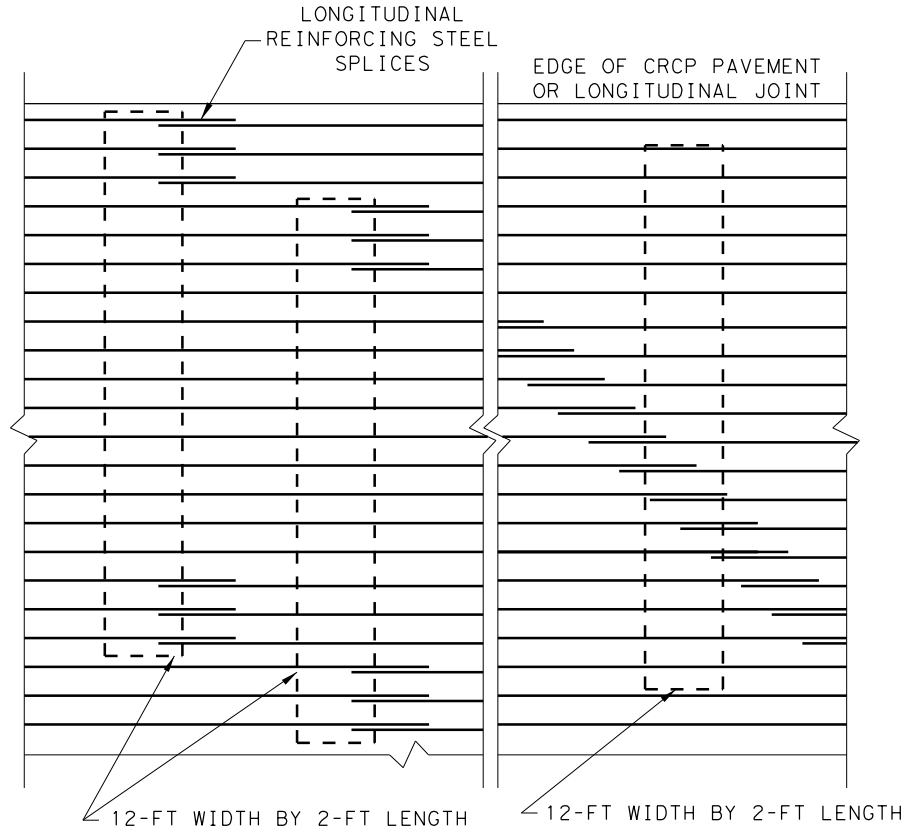 LONGITUDINAL
REINFORCING STEEL
SPLICES
EDGE OF CRCP PAVEMENT
OR LONGITUDINAL JOINT
12-FT WIDTH BY 2-FT LENGTH
12-FT WIDTH BY 2-FT LENGTH